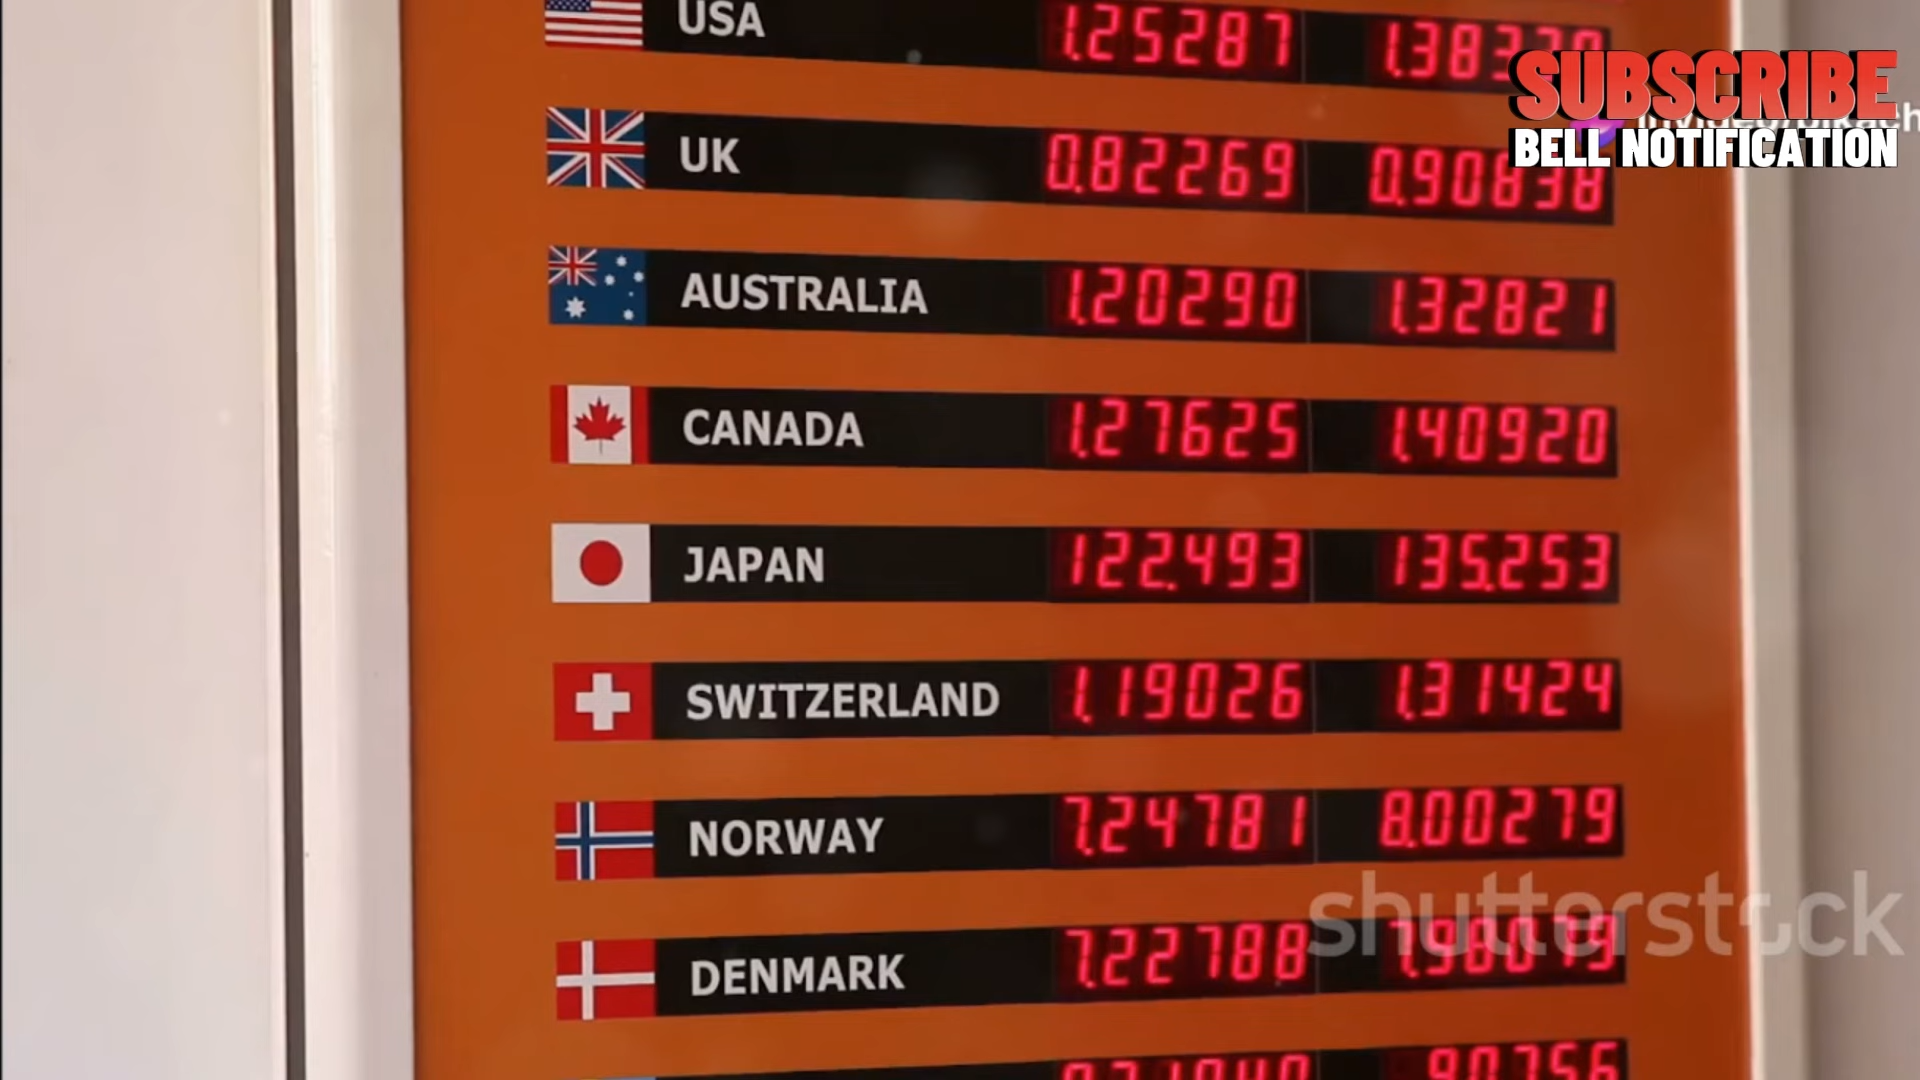 USA 1.25287
SUBSCRIBE
BELL NOTIFICATION
UK 0.82269 0.90838
AUSTRALIA 1.20290 1.32821
CANADA 1.27625 1.40920
JAPAN 122.493 135.253
SWITZERLAND 1.19026 1.31424
NORWAY 7.24781 8.00279
shutterstock
DENMARK 7.22788 7.98079